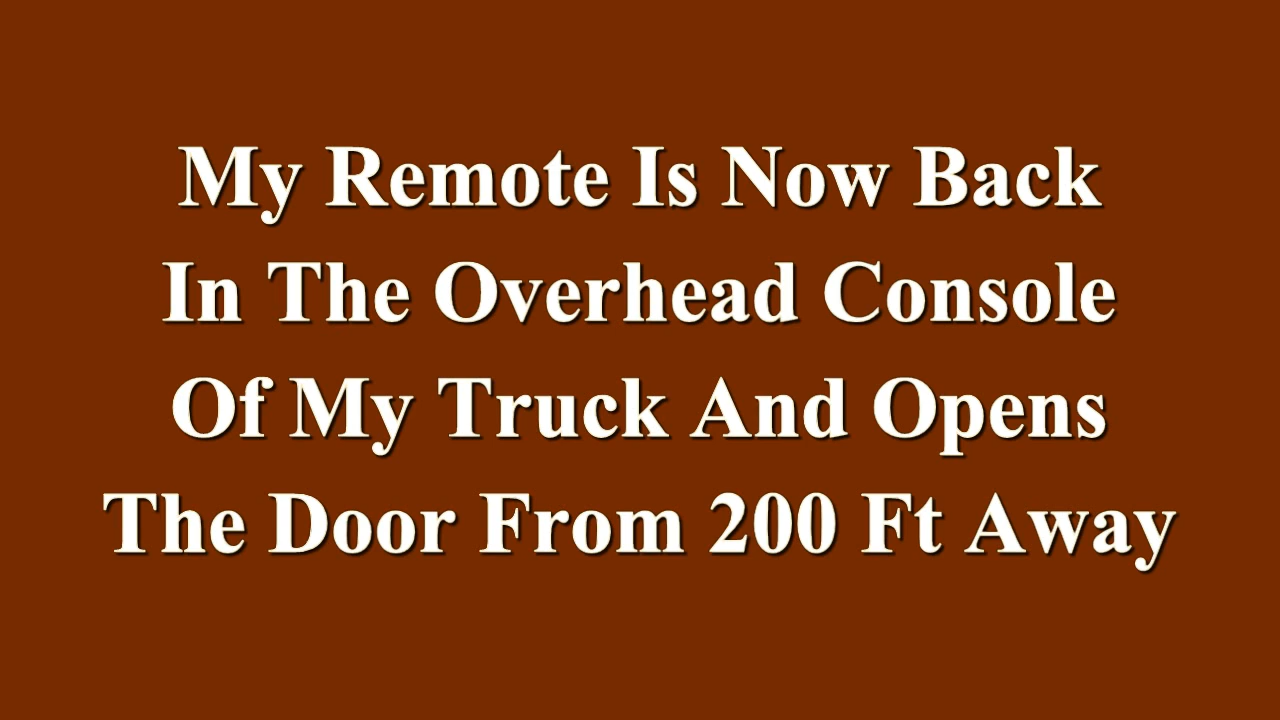 My Remote Is Now Back
In The Overhead Console
Of My Truck And Opens
The Door From 200 Ft Away